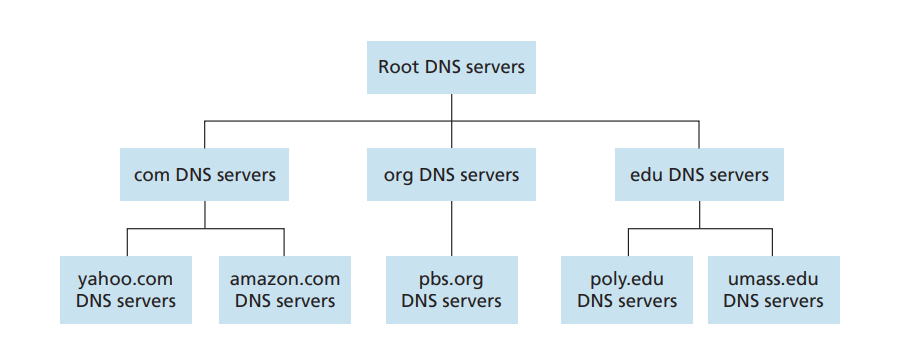 Root DNS servers
com DNS servers
org DNS servers
edu DNS servers
yahoo.com
DNS servers
amazon.com
DNS servers
pbs.org
DNS servers
poly.edu
DNS servers
umass.edu
DNS servers